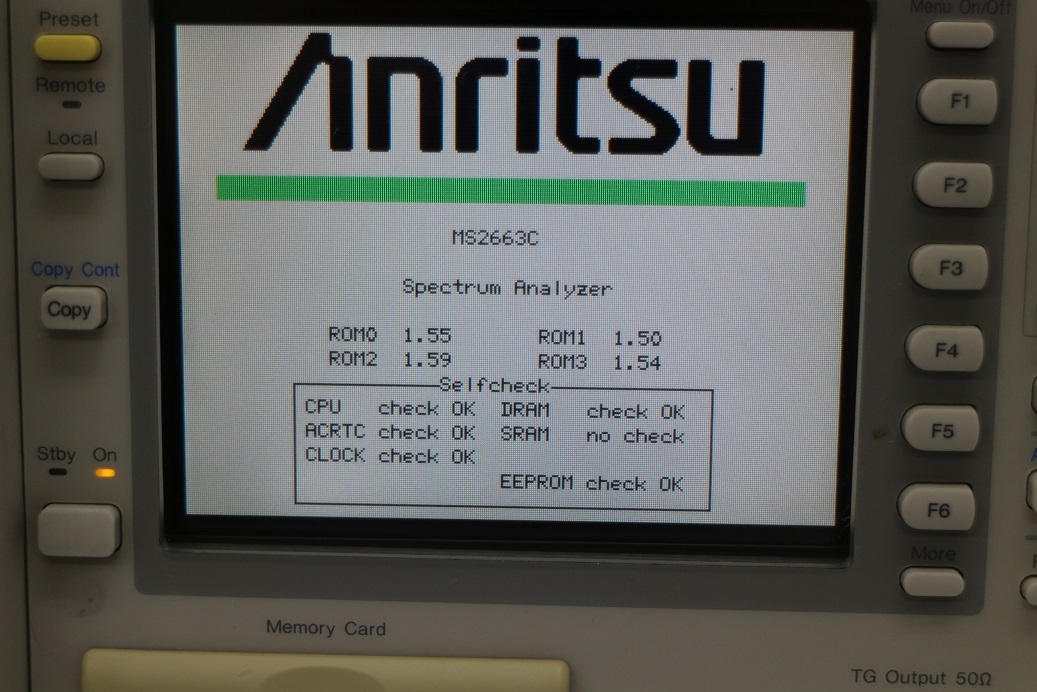 Preset
Remote
Local
Copy Cont
Copy
Stby On
Anritsu
MS2663C
Spectrum Analyzer
ROM0 1.55 ROM1 1.50
ROM2 1.59 ROM3 1.54
Selfcheck
CPU check OK DRAM check OK
ACRTC check OK SRAM no check
CLOCK check OK
EEPROM check OK
Menu On/Off
F1
F2
F3
F4
F5
F6
More
Memory Card
TG Output 50Ω